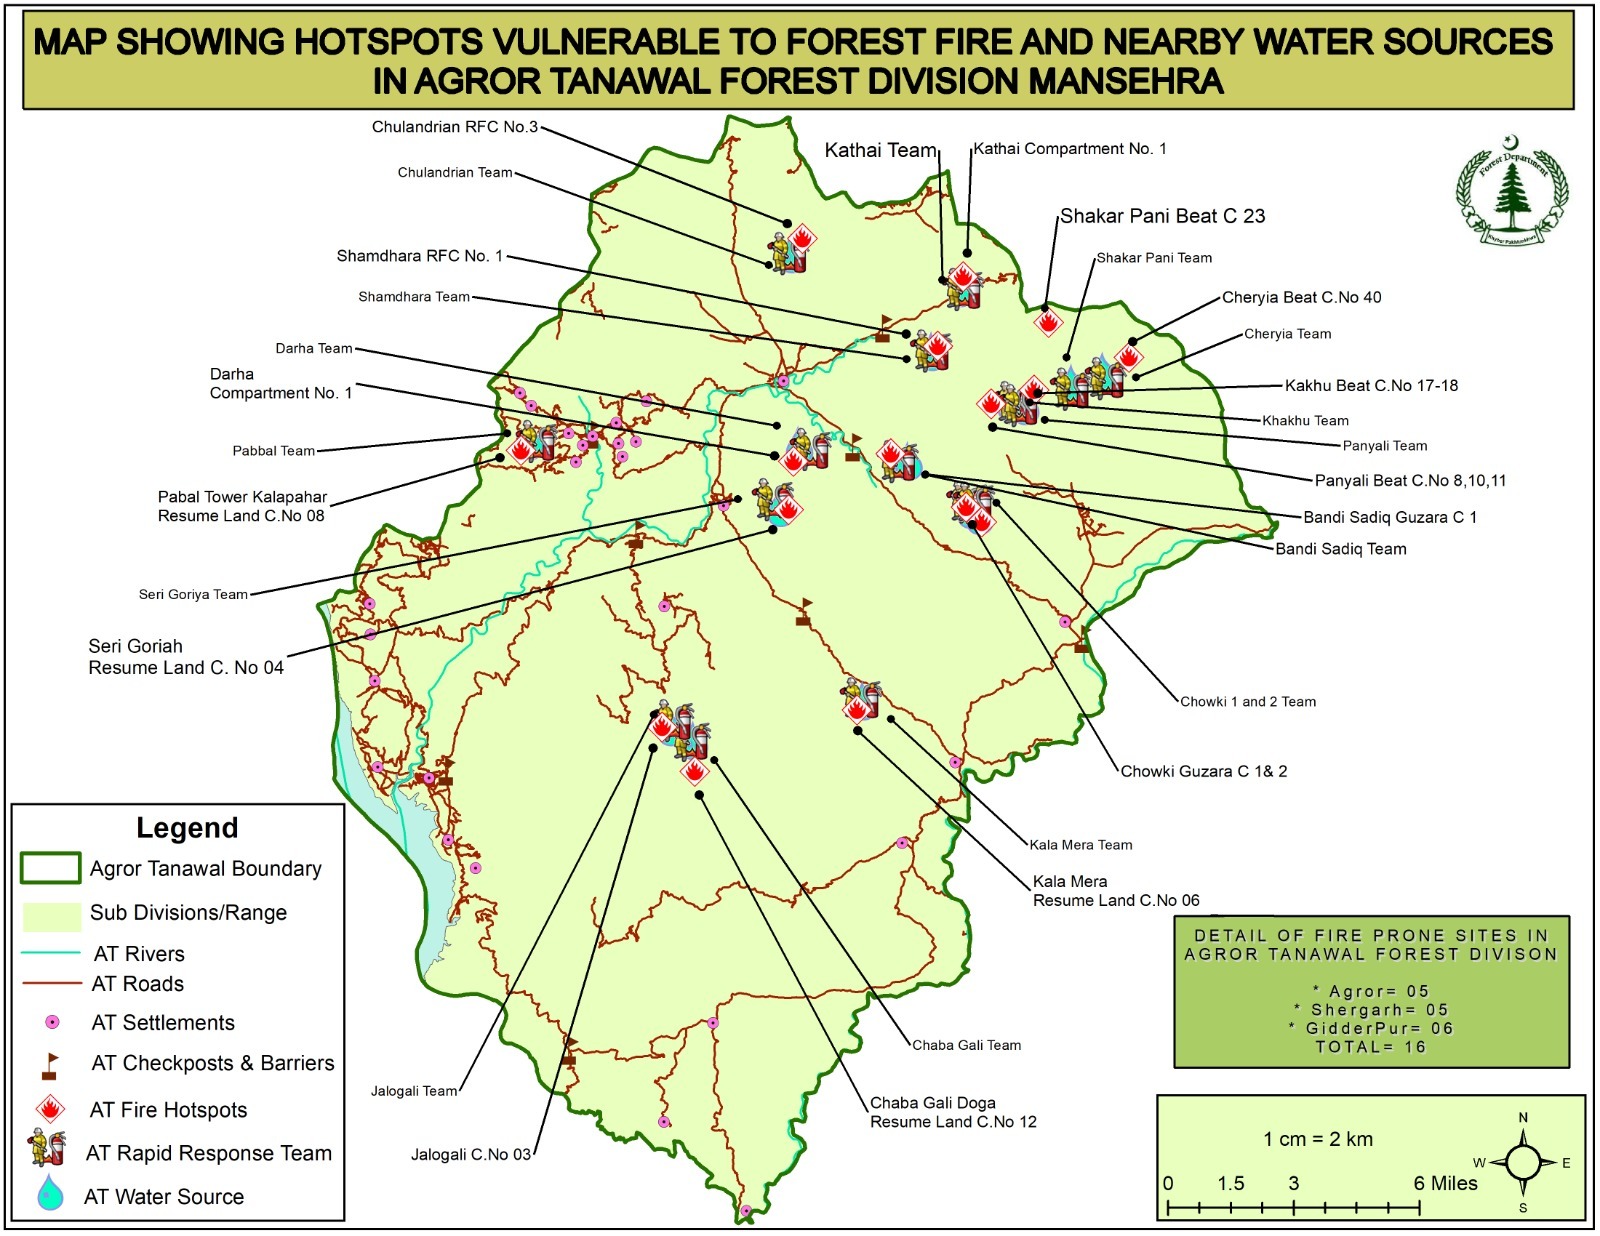 MAP SHOWING HOTSPOTS VULNERABLE TO FOREST FIRE AND NEARBY WATER SOURCES
IN AGROR TANAWAL FOREST DIVISION MANSEHRA
Chulandrian RFC No.3
Chulandrian Team
Shamdhara RFC No. 1
Shamdhara Team
Darha Team
Darha
Compartment No. 1
Pabbal Team
Pabal Tower Kalapahar
Resume Land C.No 08
Seri Goriya Team
Seri Goriah
Resume Land C. No 04
Kathai Team
Kathai Compartment No. 1
Shakar Pani Beat C 23
Shakar Pani Team
Cheryia Beat C.No 40
Cheryia Team
Kakhu Beat C.No 17-18
Khakhu Team
Panyali Team
Panyali Beat C.No 8,10,11
Bandi Sadiq Guzara C 1
Bandi Sadiq Team
Chowki 1 and 2 Team
Chowki Guzara C 1& 2
Kala Mera Team
Kala Mera
Resume Land C.No 06
Chaba Gali Team
Chaba Gali Doga
Resume Land C.No 12
Jalogali Team
Jalogali C.No 03
Forest Department
Legend
Agror Tanawal Boundary
Sub Divisions/Range
AT Rivers
AT Roads
AT Settlements
AT Checkposts & Barriers
AT Fire Hotspots
AT Rapid Response Team
AT Water Source
DETAIL OF FIRE PRONE SITES IN
AGROR TANAWAL FOREST DIVISON
* Agror= 05
* Shergarh= 05
* GidderPur= 06
TOTAL= 16
1 cm = 2 km
0 1.5 3 6 Miles
N
W E
S